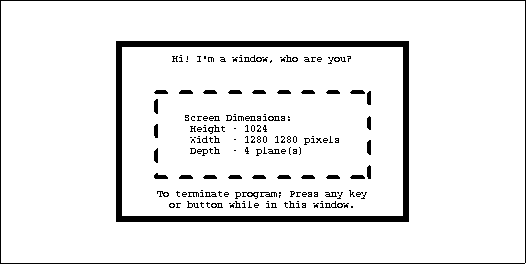 Hi! I'm a window, who are you?
Screen Dimensions:
Height - 1024
Width - 1280 1280 pixels
Depth - 4 plane(s)
To terminate program; Press any key
or button while in this window.